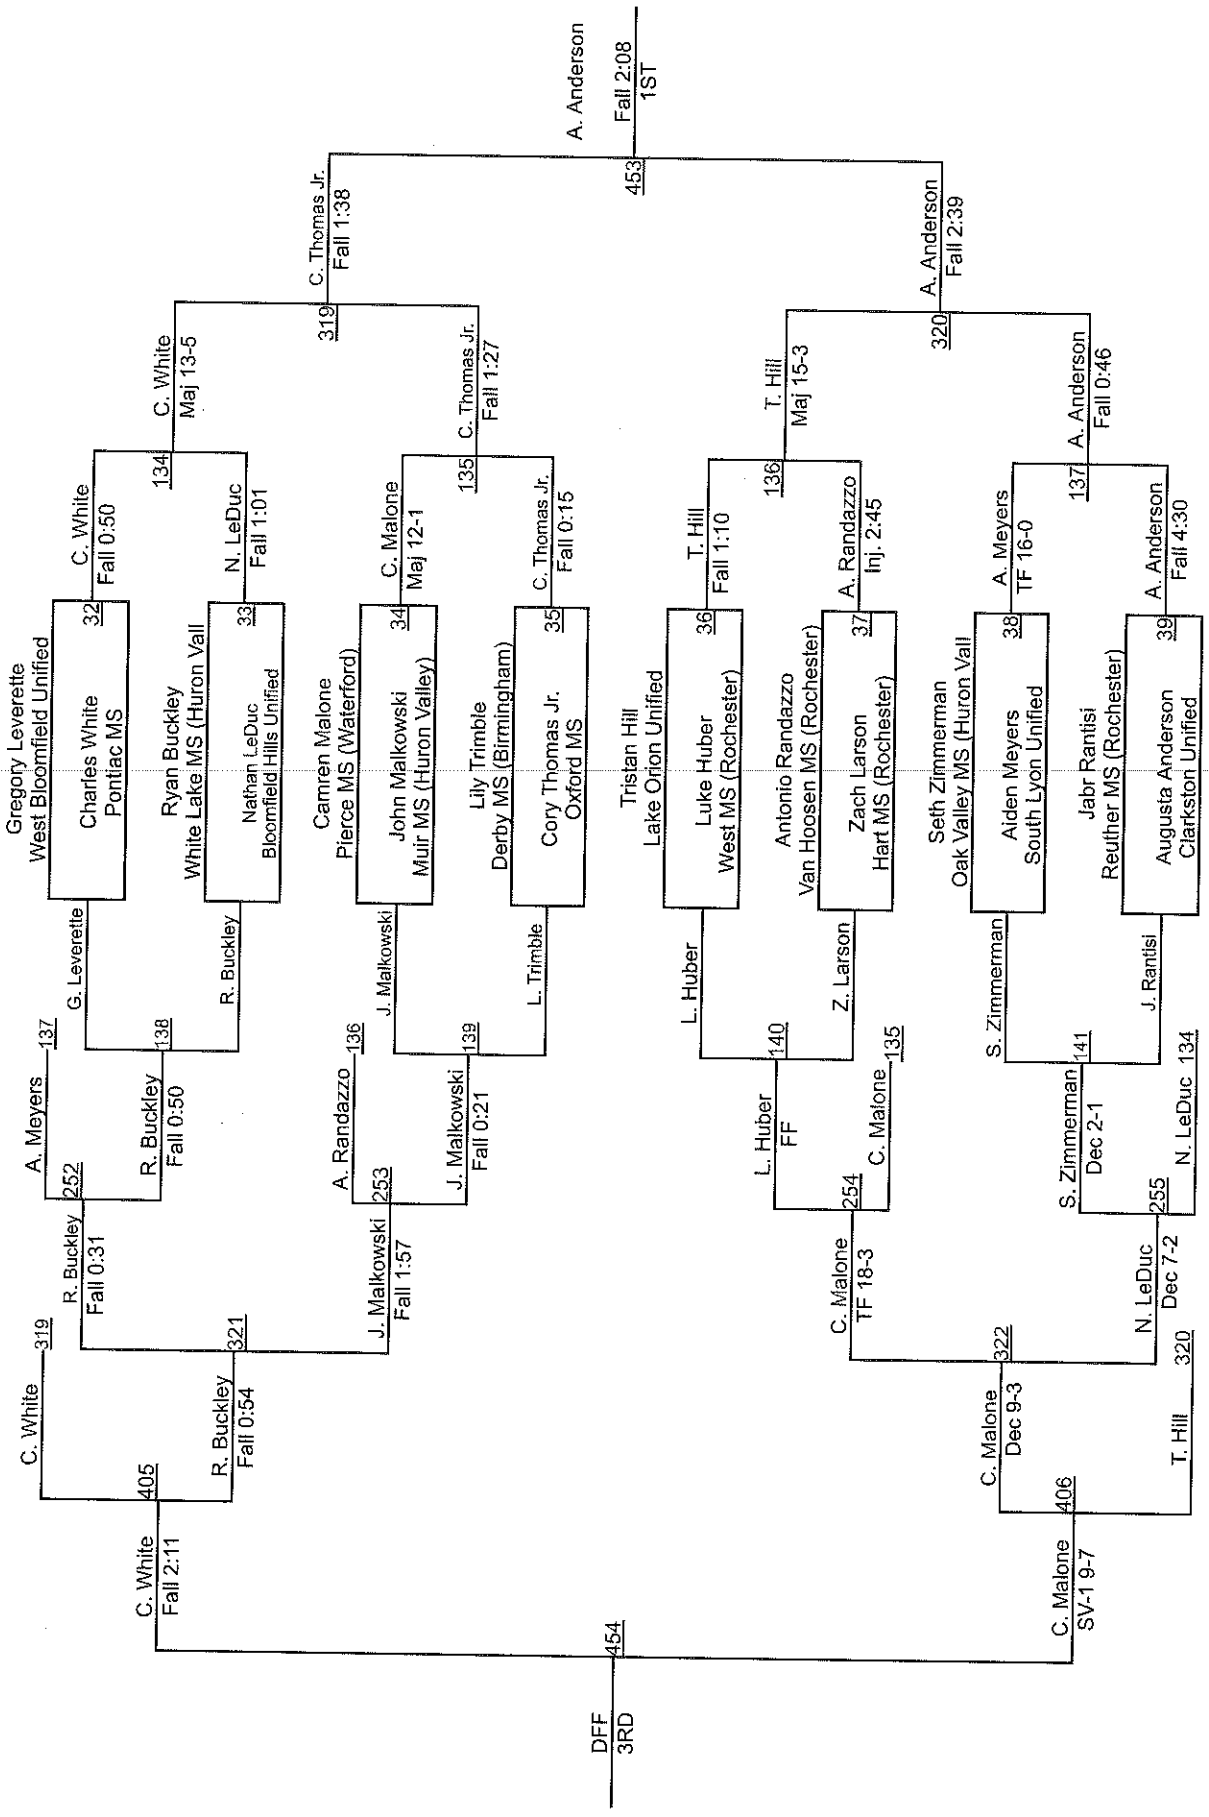 Gregory Leverette
West Bloomfield Unified
32
Charles White
Pontiac MS
Ryan Buckley
White Lake MS (Huron Vall
33
Nathan LeDuc
Bloomfield Hills Unified
Camren Malone
Pierce MS (Waterford)
34
John Malkowski
Muir MS (Huron Valley)
Lily Trimble
Derby MS (Birmingham)
35
Cory Thomas Jr.
Oxford MS
Tristan Hill
Lake Orion Unified
36
Luke Huber
West MS (Rochester)
Antonio Randazzo
Van Hoosen MS (Rochester)
37
Zach Larson
Hart MS (Rochester)
Seth Zimmerman
Oak Valley MS (Huron Val
38
Aiden Meyers
South Lyon Unified
Jabr Rantisi
Reuther MS (Rochester)
39
Augusta Anderson
Clarkston Unified
C. White
Fall 0:50
134
N. LeDuc
Fall 1:01
C. Malone
Maj 12-1
135
C. Thomas Jr.
Fall 0:15
T. Hill
Fall 1:10
136
A. Randazzo
Inj. 2:45
A. Meyers
TF 16-0
137
A. Anderson
Fall 4:30
C. White
Maj 13-5
319
C. Thomas Jr.
Fall 1:27
T. Hill
Maj 15-3
320
A. Anderson
Fall 0:46
C. Thomas Jr.
Fall 1:38
453
A. Anderson
Fall 2:39
A. Anderson
Fall 2:08
1ST
G. Leverette
138
R. Buckley
J. Malkowski
139
L. Trimble
L. Huber
140
Z. Larson
S. Zimmerman
141
J. Rantisi
A. Meyers 137
252
R. Buckley
Fall 0:50
A. Randazzo 136
253
J. Malkowski
Fall 0:21
L. Huber
FF
254
C. Malone 135
S. Zimmerman
Dec 2-1
255
N. LeDuc 134
C. White 319
R. Buckley
Fall 0:31
321
J. Malkowski
Fall 1:57
C. Malone
TF 18-3
322
N. LeDuc
Dec 7-2
T. Hill 320
405
R. Buckley
Fall 0:54
C. Malone
Dec 9-3
406
C. White
Fall 2:11
454
C. Malone
SV-1 9-7
DFF
3RD